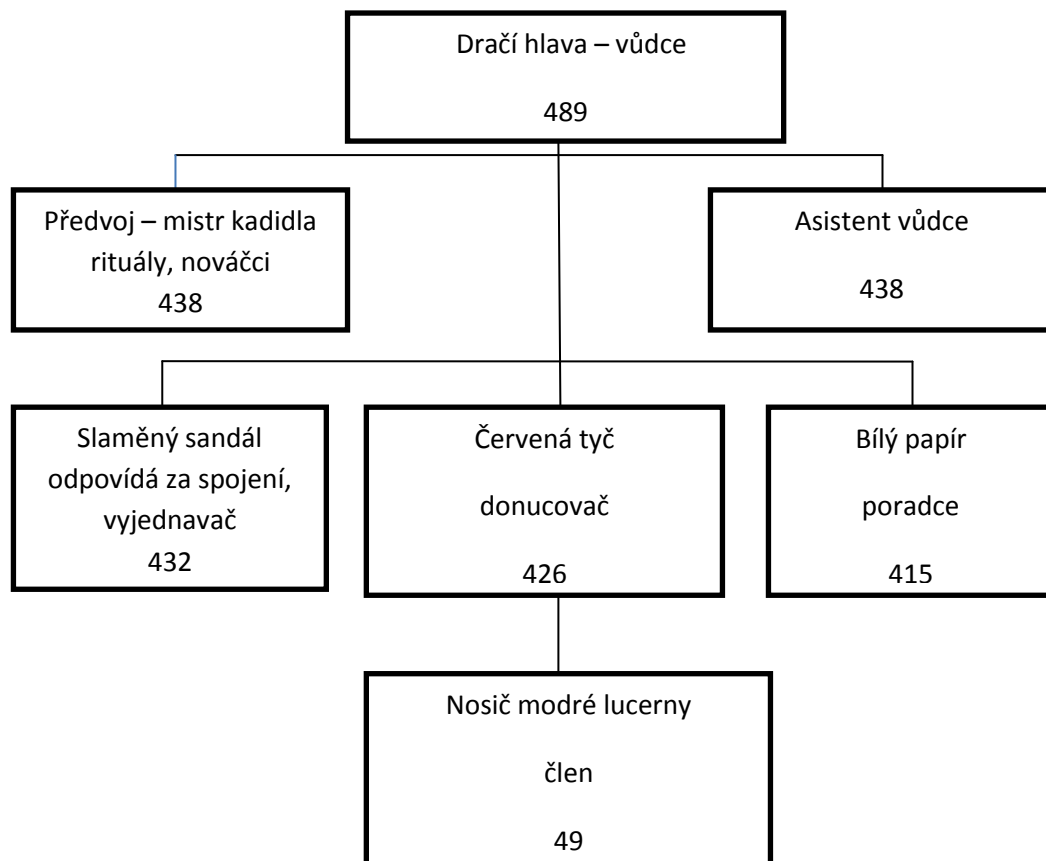 Dračí hlava – vůdce
489
Předvoj – mistr kadidla
rituály, nováčci
438
Asistent vůdce
438
Slaměný sandál
odpovídá za spojení,
vyjednavač
432
Červená tyč
donucovač
426
Bílý papír
poradce
415
Nosič modré lucerny
člen
49